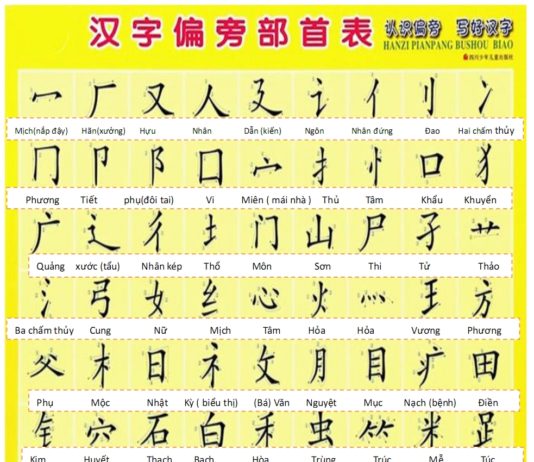 汉字偏旁部首表 认识偏旁 写好汉字
HANZI PIANPANG BUSHOU BIAO
四川少年儿童出版社
冖 厂 又 人 廴 讠 亻 刂 冫
Mịch(nắp đậy) Hãn(xưởng) Hựu Nhân Dẫn (kiến) Ngôn Nhân đứng Đao Hai chấm thủy
冂 卩 阝 囗 宀 扌 忄 口 犭
Phương Tiết phụ(đôi tai) Vi Miên ( mái nhà ) Thủ Tâm Khẩu Khuyển
广 辶 彳 土 门 山 尸 子 艹
Quảng xước (tẩu) Nhân kép Thổ Môn Sơn Thi Tử Thảo
氵 弓 女 纟 心 火 灬 王 方
Ba chấm thủy Cung Nữ Mịch Tâm Hỏa Hỏa Vương Phương
父 木 日 礻 攵 月 目 疒 田
Phụ Mộc Nhật Kỳ ( biểu thị) (Bá) Văn Nguyệt Mục Nạch (bệnh) Điền
钅 穴 石 白 禾 虫 ⺮ 米 𧾷
Kim Huyết Thạch Bạch Hòa Trùng Trúc Mễ Túc